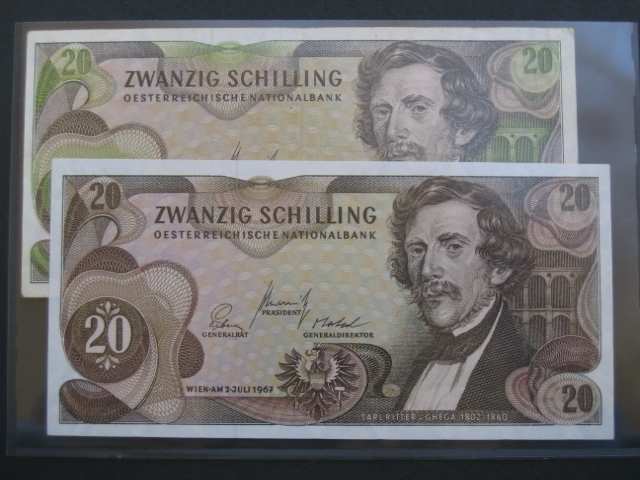 20
20
ZWANZIG SCHILLING
OESTERREICHISCHE NATIONALBANK
20
20
ZWANZIG SCHILLING
OESTERREICHISCHE NATIONALBANK
PRÄSIDENT
GENERALRAT
GENERALDIREKTOR
20
WIEN·AM 2·JULI 1967
CARL RITTER v. GHEGA 1802-1860
20